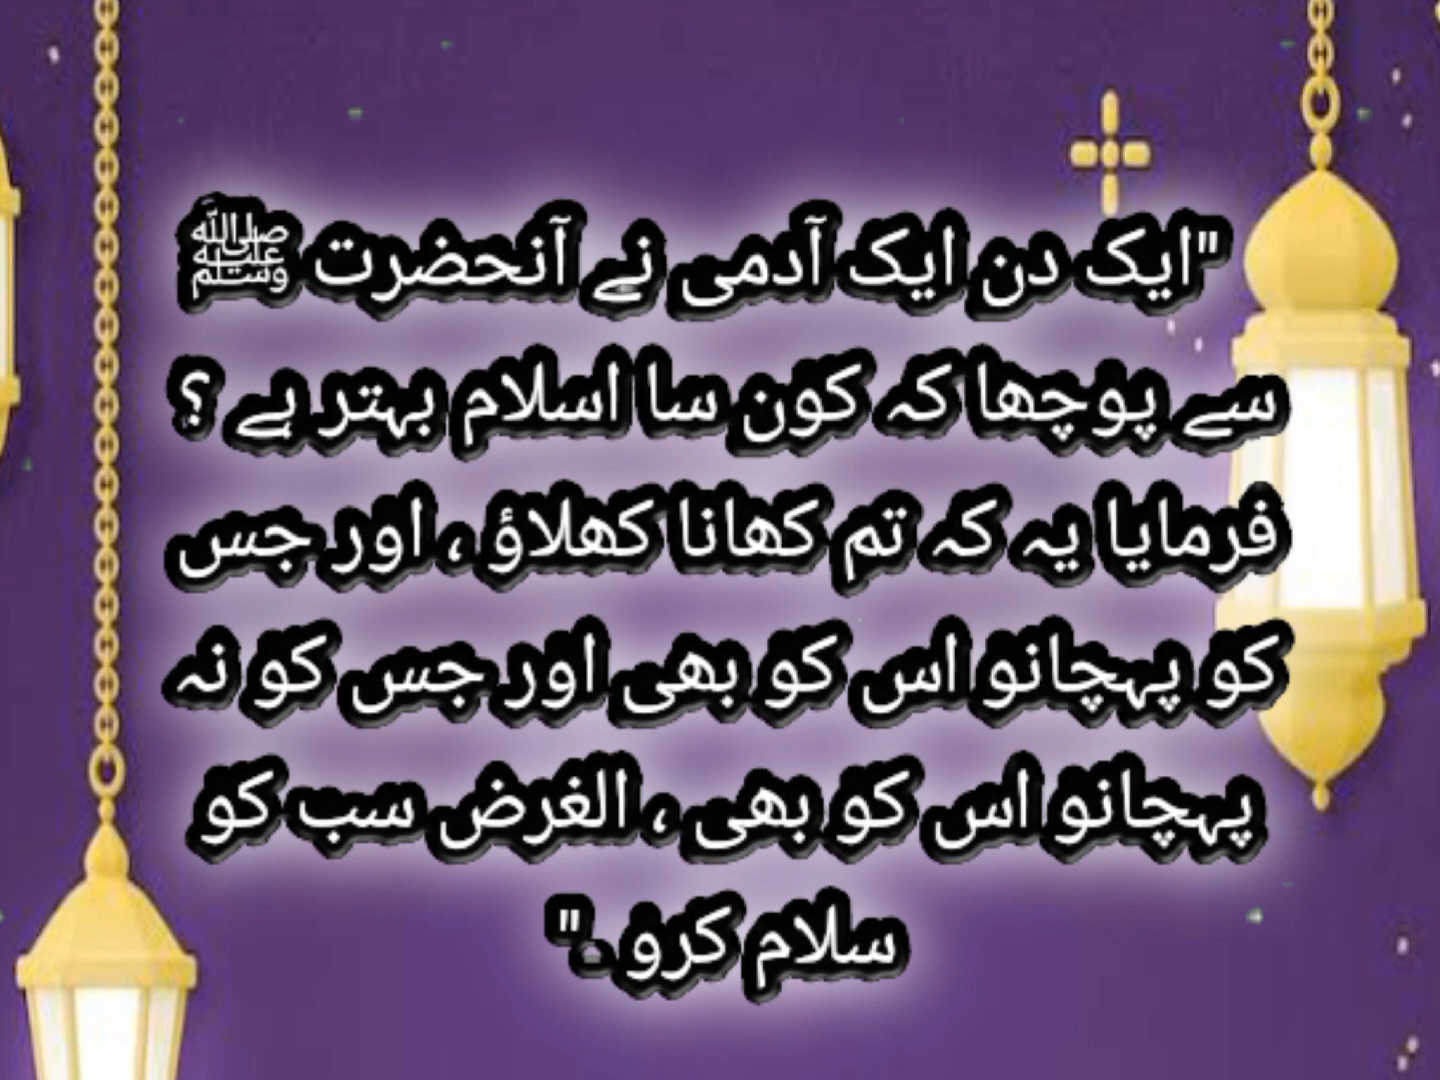 "ایک دن ایک آدمی نے آنحضرت ﷺ
سے پوچھا کہ کون سا اسلام بہتر ہے ؟
فرمایا یہ کہ تم کھانا کھلاؤ ، اور جس
کو پہچانو اس کو بھی اور جس کو نہ
پہچانو اس کو بھی ، الغرض سب کو
سلام کرو ۔"